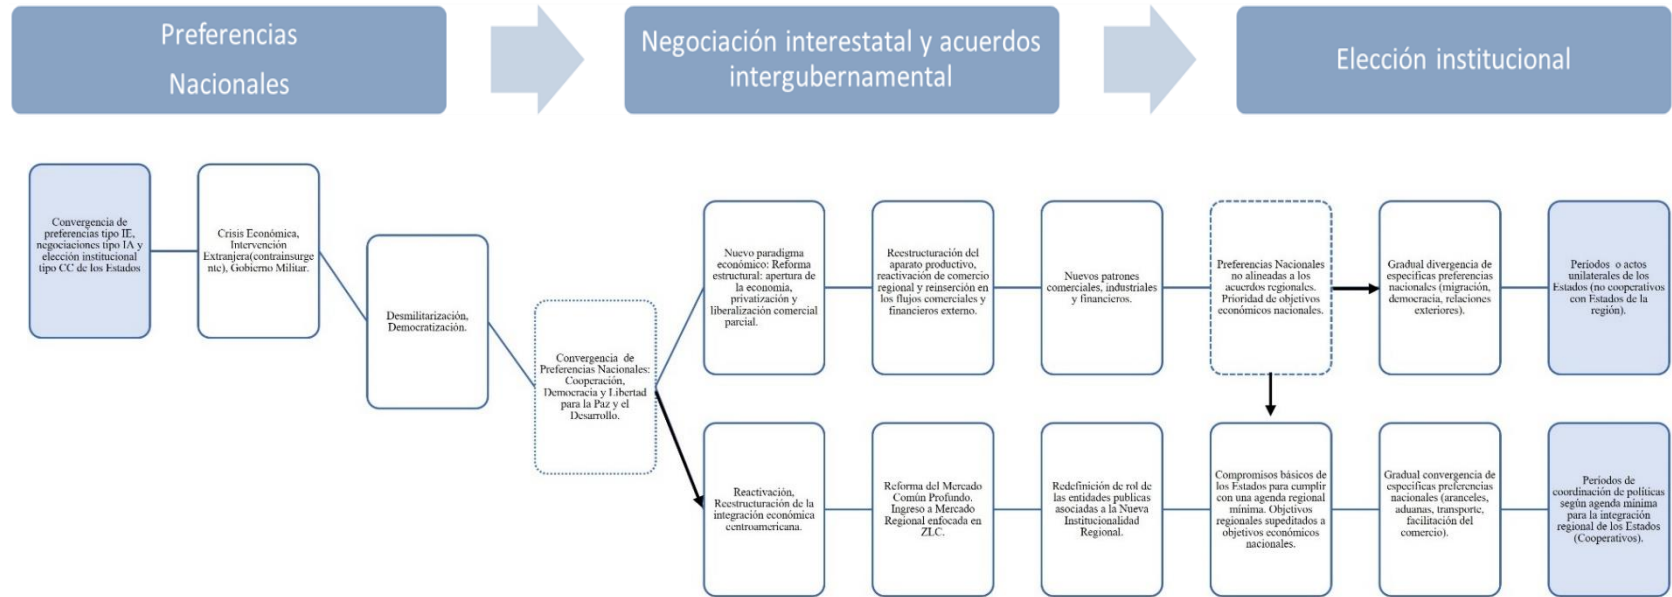 Preferencias
Nacionales
Negociación interestatal y acuerdos
intergubernamental
Elección institucional
Convergencia de
preferencias tipo IE,
negociaciones tipo IA y
elección institucional
tipo CC de los Estados
Crisis Económica,
Intervención
Extranjera(contrainsurge
nte), Gobierno Militar.
Desmilitarización,
Democratización.
Convergencia de
Preferencias Nacionales:
Cooperación,
Democracia y Libertad
para la Paz y el
Desarrollo.
Nuevo paradigma
económico: Reforma
estructural: apertura de
la economía,
privatización y
liberalización comercial
parcial.
Reestructuración del
aparato productivo,
reactivación de comercio
regional y reinserción en
los flujos comerciales y
financieros externo.
Nuevos patrones
comerciales, industriales
y financieros.
Preferencias Nacionales
no alineadas a los
acuerdos regionales.
Prioridad de objetivos
económicos nacionales.
Gradual divergencia de
especificas preferencias
nacionales (migración,
democracia, relaciones
exteriores).
Períodos o actos
unilaterales de los
Estados (no cooperativos
con Estados de la
región).
Reactivación,
Reestructuración de la
integración económica
centroamericana.
Reforma del Mercado
Común Profundo.
Ingreso a Mercado
Regional enfocada en
ZLC.
Redefinición de rol de
las entidades publicas
asociadas a la Nueva
Institucionalidad
Regional.
Compromisos básicos de
los Estados para cumplir
con una agenda regional
mínima. Objetivos
regionales supeditados a
objetivos económicos
nacionales.
Gradual convergencia de
especificas preferencias
nacionales (aranceles,
aduanas, transporte,
facilitación del
comercio).
Períodos de
coordinación de políticas
según agenda mínima
para la integración
regional de los Estados
(Cooperativos).